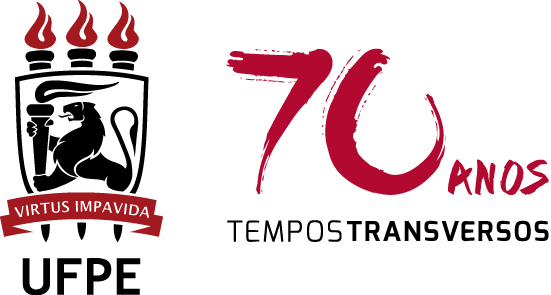 VIRTUS IMPAVIDA
UFPE
70 ANOS
TEMPOSTRANSVERSOS